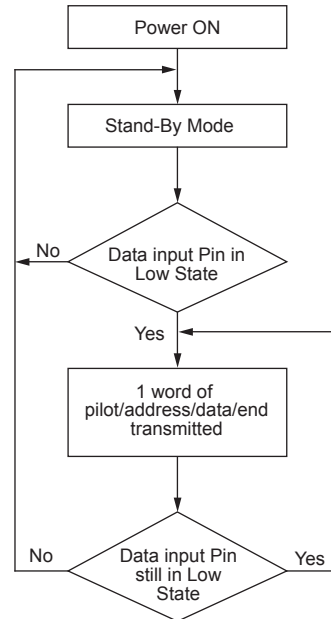 Power ON
Stand-By Mode
No
Data input Pin in
Low State
Yes
1 word of
pilot/address/data/end
transmitted
No
Data input Pin
still in Low
State
Yes